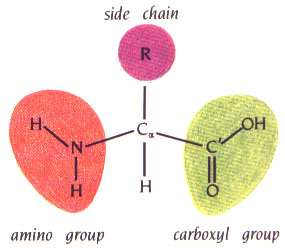 side chain
R
H
N
H
Cα
H
C′
OH
O
amino group
carboxyl group